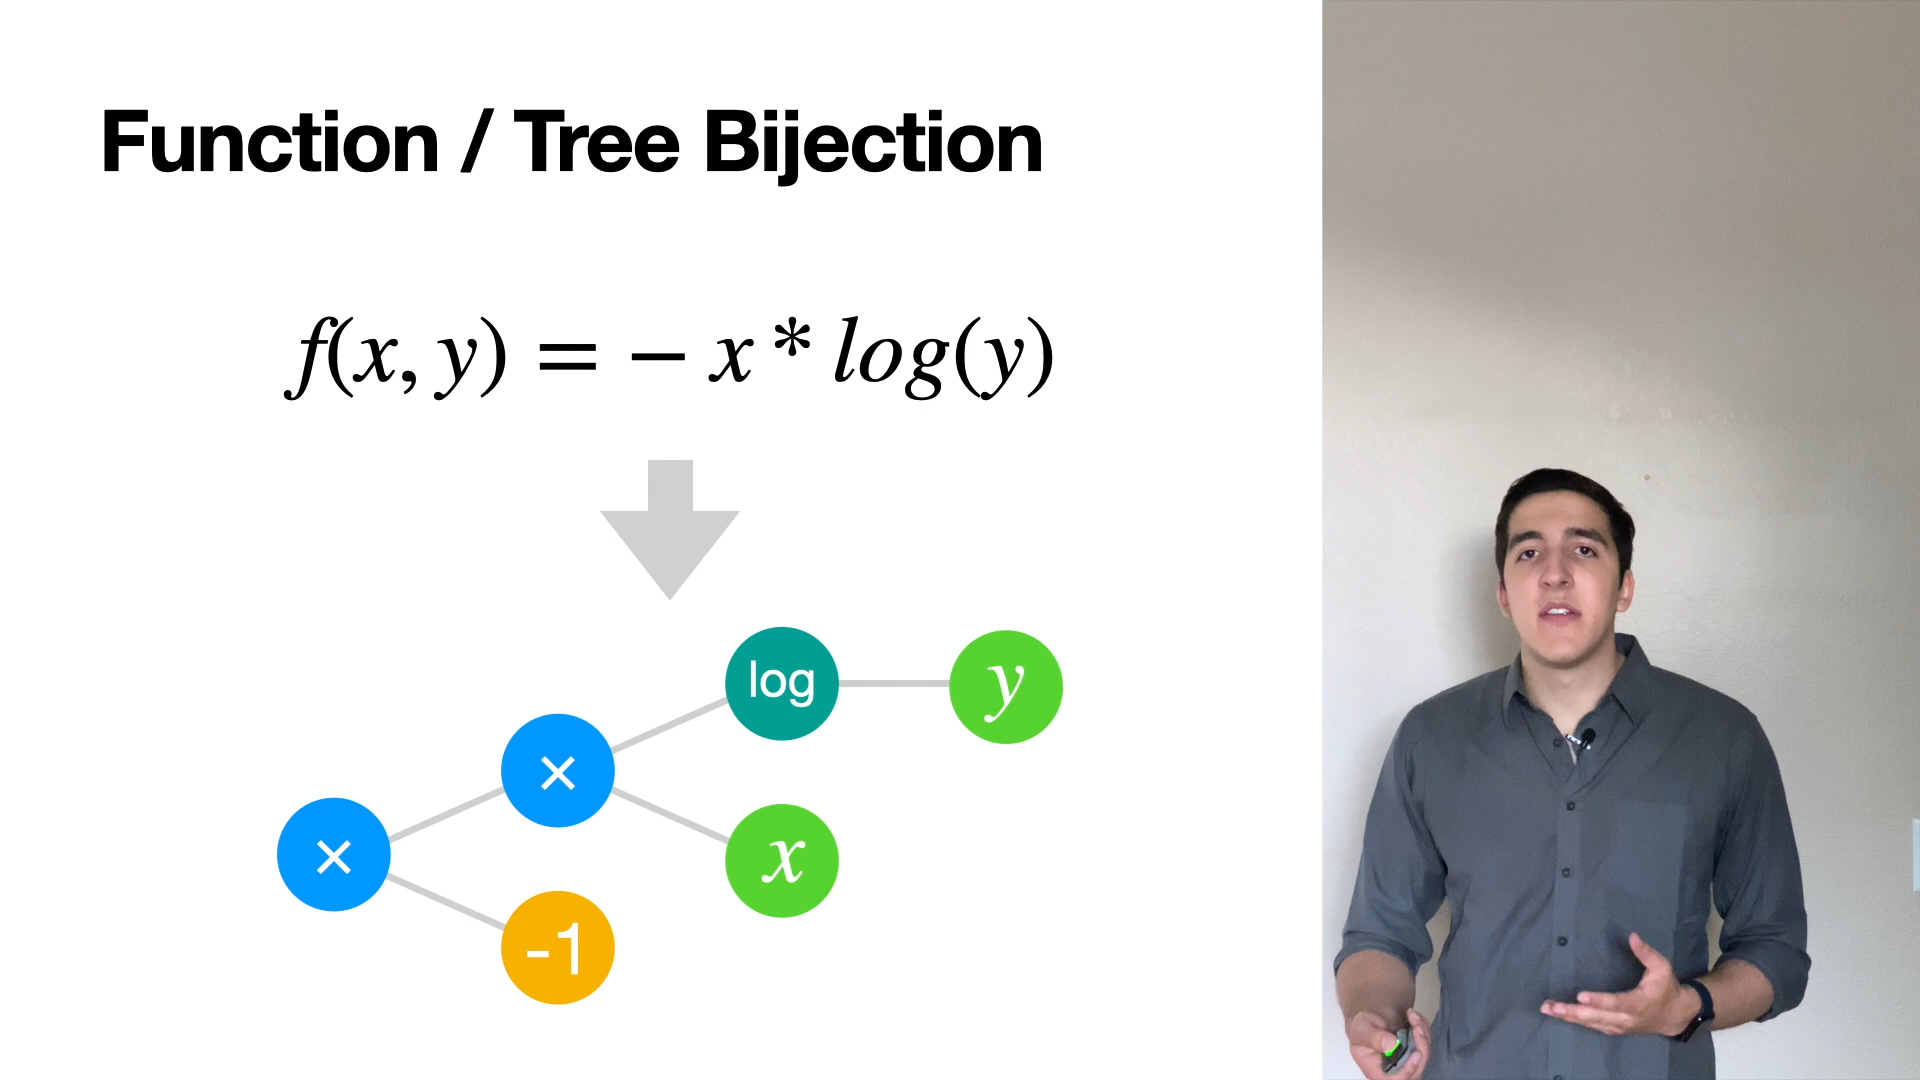 Function / Tree Bijection
f(x, y) = − x * log(y)
log
y
×
×
x
-1